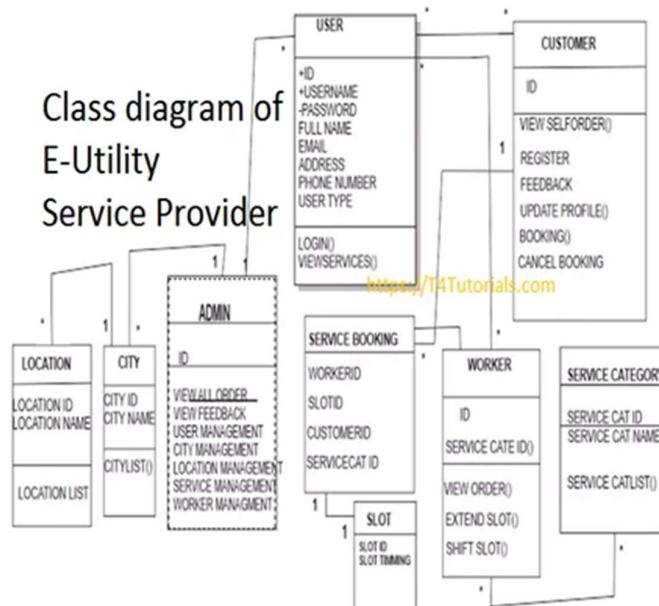 Class diagram of
E-Utility
Service Provider
USER
+ID
+USERNAME
-PASSWORD
FULL NAME
EMAIL
ADDRESS
PHONE NUMBER
USER TYPE
LOGIN()
VIEWSERVICES()
*
*
*
*
CUSTOMER
ID
VIEW SELFORDER()
REGISTER
FEEDBACK
UPDATE PROFILE()
BOOKING()
CANCEL BOOKING
1
https://T4Tutorials.com
1
1
*
1
*
LOCATION
LOCATION ID
LOCATION NAME
LOCATION LIST
CITY
CITY ID
CITY NAME
CITYLIST()
ADMIN
ID
VIEW ALL ORDER
VIEW FEEDBACK
USER MANAGEMENT
CITY MANAGEMENT
LOCATION MANAGEMENT
SERVICE MANAGEMENT
WORKER MANAGMENT
SERVICE BOOKING
WORKERID
SLOTID
CUSTOMERID
SERVICECAT ID
*
*
1
1
SLOT
SLOT ID
SLOT TIMMING
WORKER
ID
SERVICE CATE ID()
VIEW ORDER()
EXTEND SLOT()
SHIFT SLOT()
*
*
SERVICE CATEGORY
SERVICE CAT ID
SERVICE CAT NAME
SERVICE CATLIST()